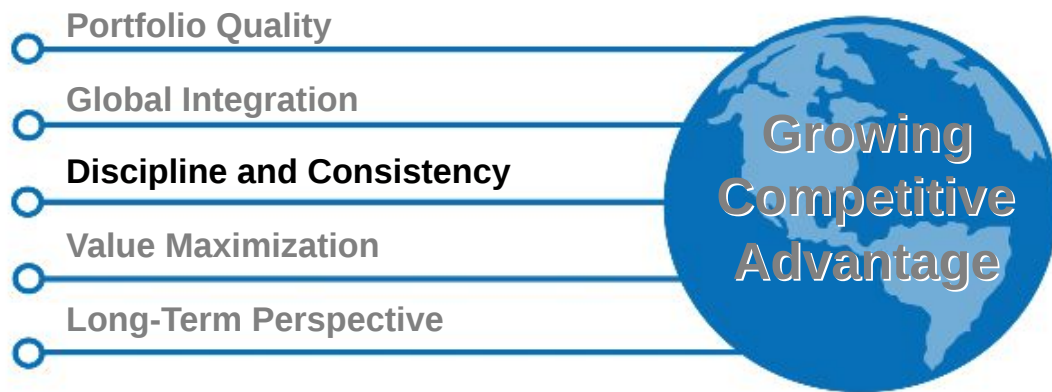 Portfolio Quality
Global Integration
Discipline and Consistency
Value Maximization
Long-Term Perspective
Growing
Competitive
Advantage